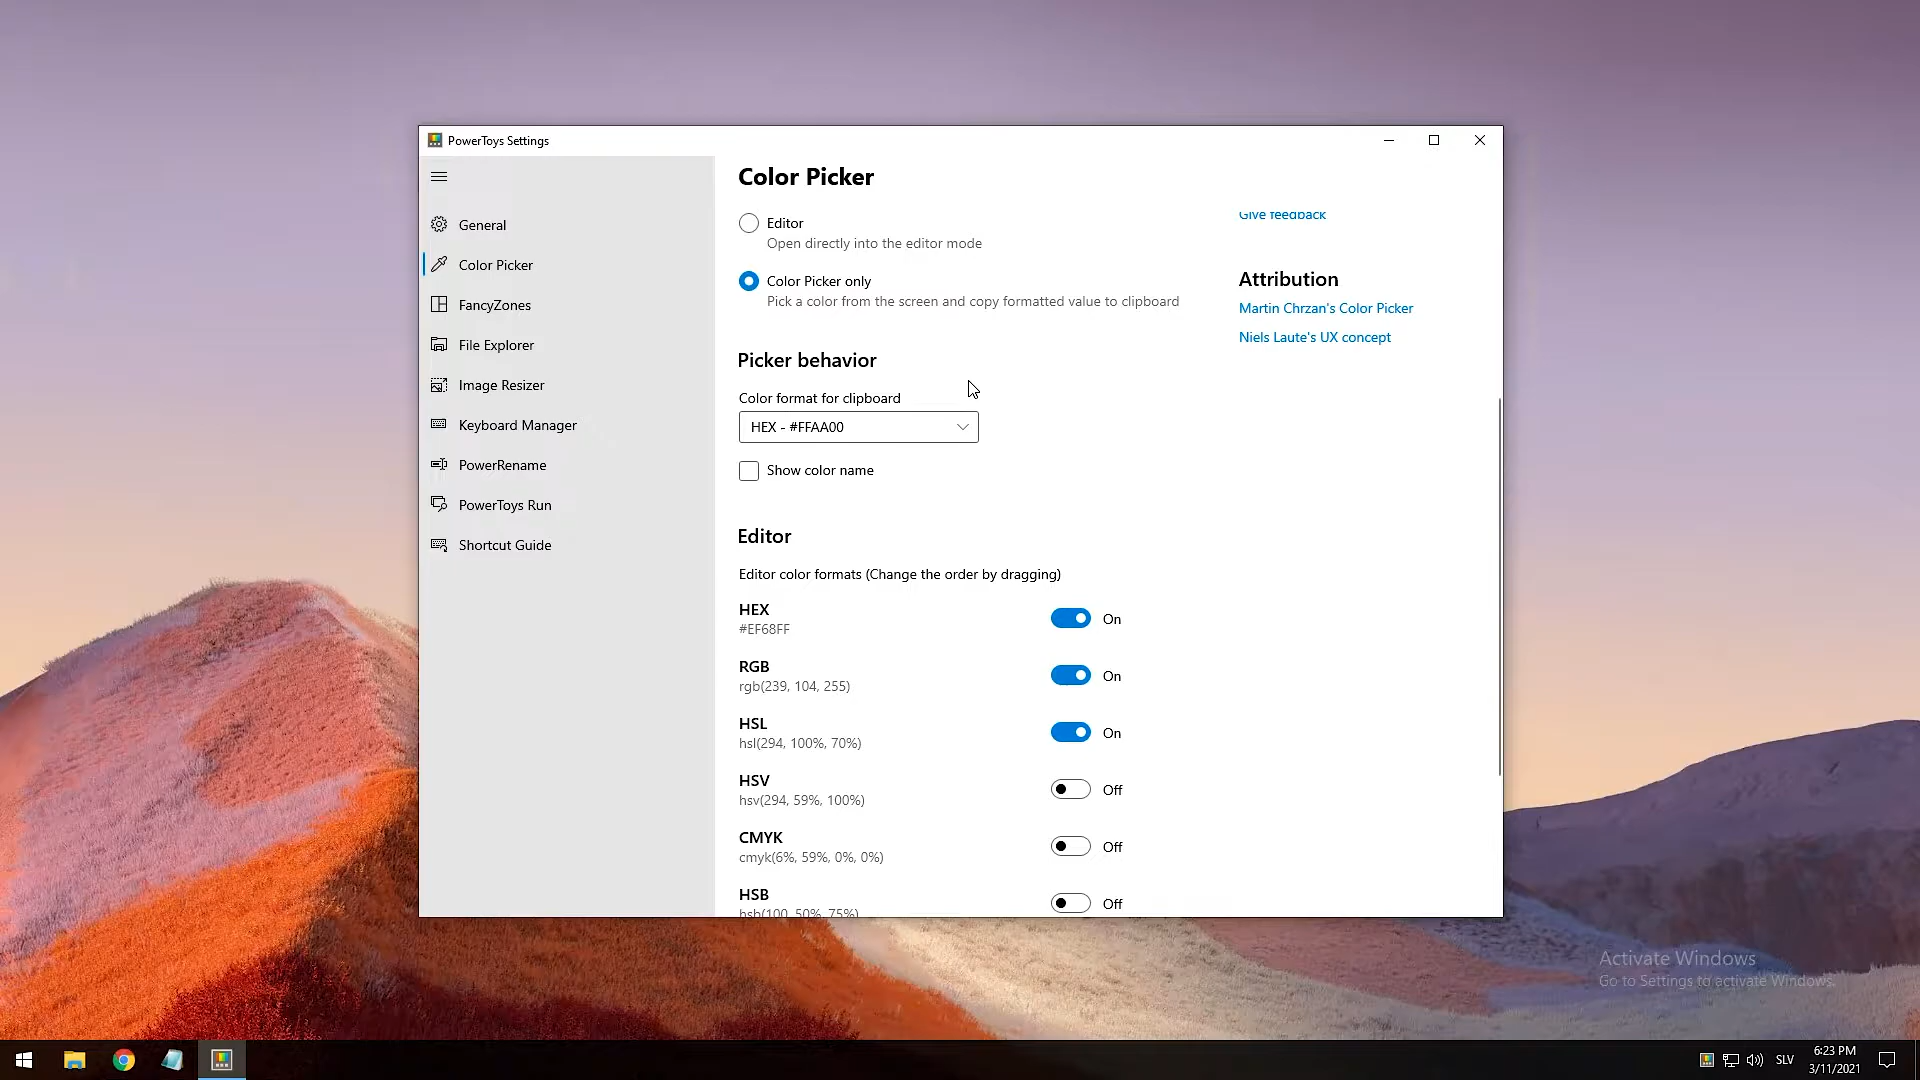 PowerToys Settings
General
Color Picker
FancyZones
File Explorer
Image Resizer
Keyboard Manager
PowerRename
PowerToys Run
Shortcut Guide
Color Picker
Editor
Open directly into the editor mode
Color Picker only
Pick a color from the screen and copy formatted value to clipboard
Picker behavior
Color format for clipboard
HEX - #FFAA00
Show color name
Editor
Editor color formats (Change the order by dragging)
HEX
#EF68FF
On
RGB
rgb(239, 104, 255)
On
HSL
hsl(294, 100%, 70%)
On
HSV
hsv(294, 59%, 100%)
Off
CMYK
cmyk(6%, 59%, 0%, 0%)
Off
HSB
hsb(100, 50%, 75%)
Off
Give feedback
Attribution
Martin Chrzan's Color Picker
Niels Laute's UX concept
Activate Windows
Go to Settings to activate Windows.
SLV
6:23 PM
3/11/2021